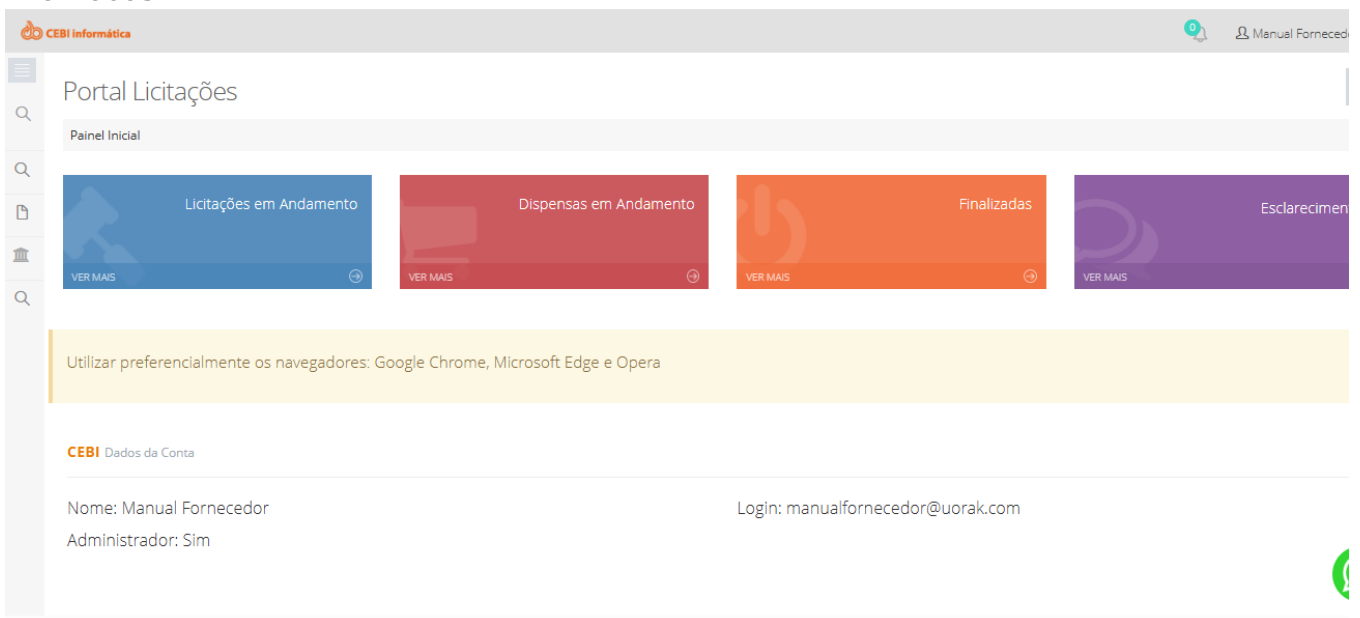 CEBI informática
0
Manual Fornecedo
Portal Licitações
Painel Inicial
Licitações em Andamento
VER MAIS
Dispensas em Andamento
VER MAIS
Finalizadas
VER MAIS
Esclarecimen
VER MAIS
Utilizar preferencialmente os navegadores: Google Chrome, Microsoft Edge e Opera
CEBI Dados da Conta
Nome: Manual Fornecedor
Login: manualfornecedor@uorak.com
Administrador: Sim